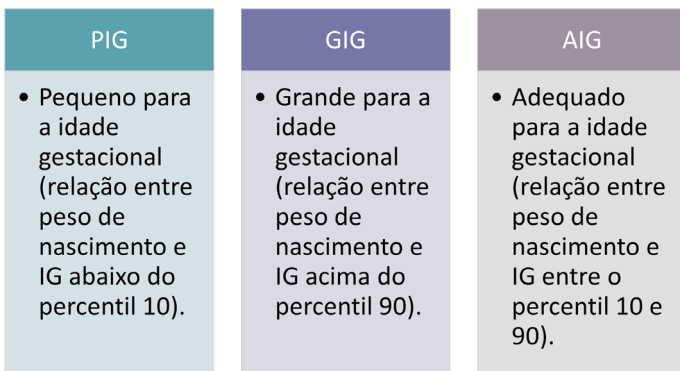 PIG
• Pequeno para
a idade
gestacional
(relação entre
peso de
nascimento e
IG abaixo do
percentil 10).
GIG
• Grande para a
idade
gestacional
(relação entre
peso de
nascimento e
IG acima do
percentil 90).
AIG
• Adequado
para a idade
gestacional
(relação entre
peso de
nascimento e
IG entre o
percentil 10 e
90).